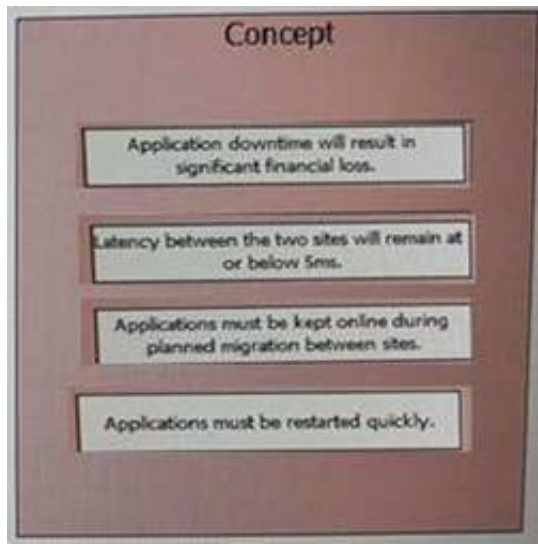 Concept
Application downtime will result in
significant financial loss.
Latency between the two sites will remain at
or below 5ms.
Applications must be kept online during
planned migration between sites.
Applications must be restarted quickly.